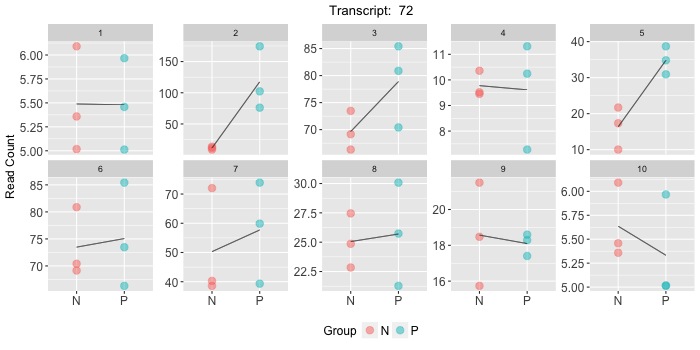 Transcript: 72
1 2 3 4 5
6.00 5.75 5.50 5.25 5.00
150 100 50
85 80 75 70
11 10 9 8
40 30 20 10
Read Count
6 7 8 9 10
85 80 75 70
70 60 50 40
30.0 27.5 25.0 22.5
20 18 16
6.00 5.75 5.50 5.25 5.00
N P N P N P N P N P
Group N P